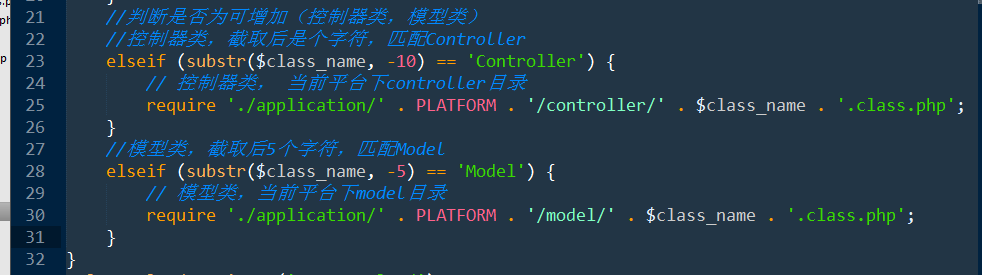 21 //判断是否为可增加（控制器类，模型类）
22 //控制器类，截取后是个字符，匹配Controller
23 elseif (substr($class_name, -10) == 'Controller') {
24 // 控制器类， 当前平台下controller目录
25 require './application/' . PLATFORM . '/controller/' . $class_name . '.class.php';
26 }
27 //模型类，截取后5个字符，匹配Model
28 elseif (substr($class_name, -5) == 'Model') {
29 // 模型类，当前平台下model目录
30 require './application/' . PLATFORM . '/model/' . $class_name . '.class.php';
31 }
32 }